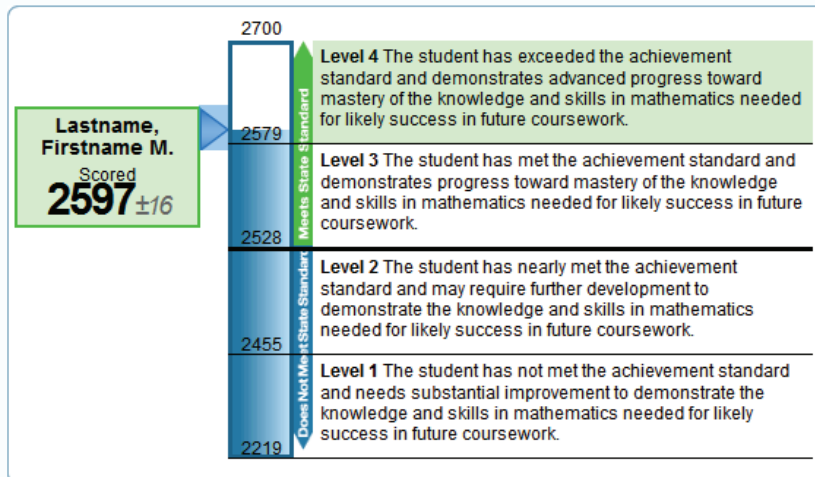 2700
Level 4 The student has exceeded the achievement
standard and demonstrates advanced progress toward
mastery of the knowledge and skills in mathematics needed
for likely success in future coursework.
Lastname,
Firstname M.
Scored
2597 ±16
2579
Level 3 The student has met the achievement standard and
demonstrates progress toward mastery of the knowledge
and skills in mathematics needed for likely success in future
coursework.
2528
Meets State Standard
Level 2 The student has nearly met the achievement
standard and may require further development to
demonstrate the knowledge and skills in mathematics
needed for likely success in future coursework.
2455
Level 1 The student has not met the achievement standard
and needs substantial improvement to demonstrate the
knowledge and skills in mathematics needed for likely
success in future coursework.
2219
Does Not Meet State Standard